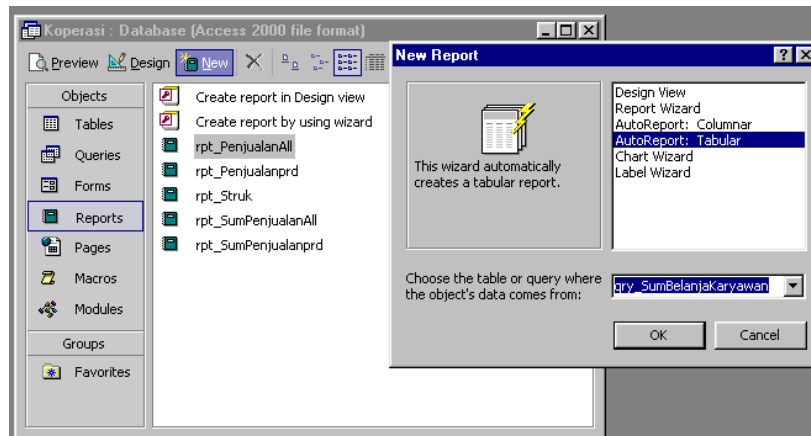 Koperasi : Database (Access 2000 file format)
Preview Design New
Objects
Tables
Queries
Forms
Reports
Pages
Macros
Modules
Groups
Favorites
Create report in Design view
Create report by using wizard
rpt_PenjualanAll
rpt_Penjualanprd
rpt_Struk
rpt_SumPenjualanAll
rpt_SumPenjualanprd
New Report
This wizard automatically
creates a tabular report.
Design View
Report Wizard
AutoReport: Columnar
AutoReport: Tabular
Chart Wizard
Label Wizard
Choose the table or query where
the object's data comes from:
qry_SumBelanjaKaryawan
OK Cancel